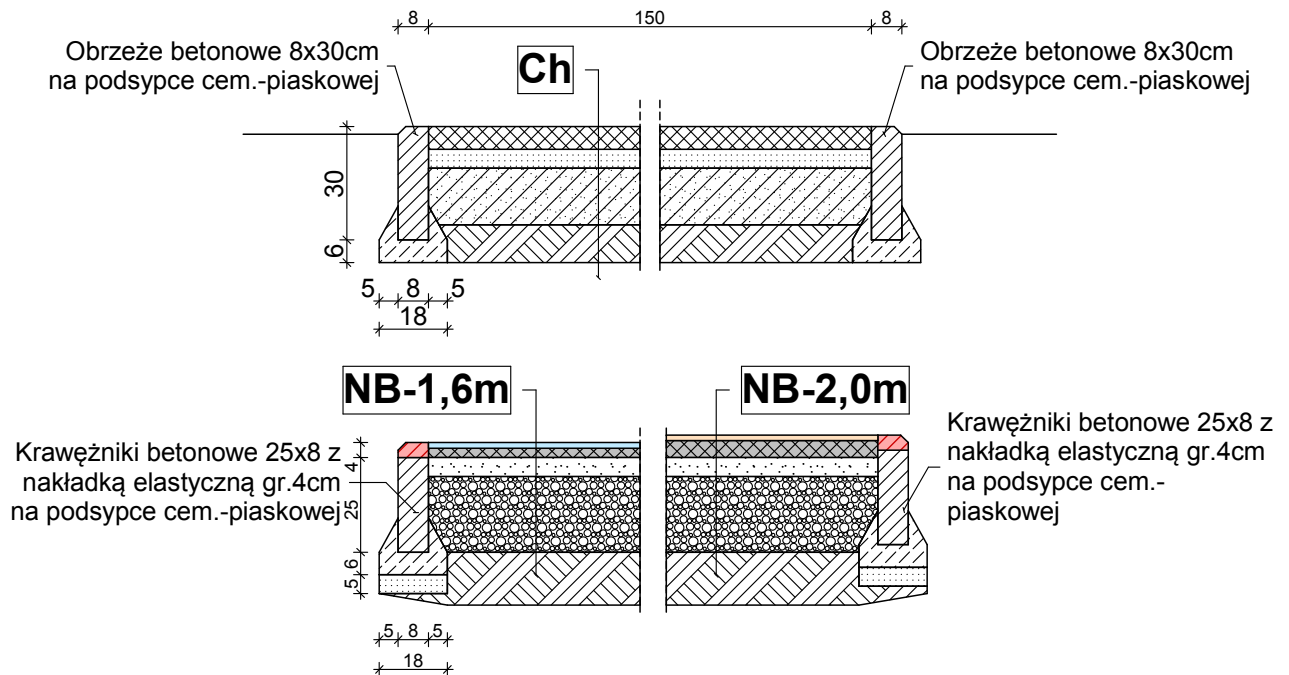 8
150
8
Obrzeże betonowe 8x30cm
na podsypce cem.-piaskowej
Ch
Obrzeże betonowe 8x30cm
na podsypce cem.-piaskowej
30
6
5 8 5
18
NB-1,6m
NB-2,0m
Krawężniki betonowe 25x8 z
nakładką elastyczną gr.4cm
na podsypce cem.-piaskowej
Krawężniki betonowe 25x8 z
nakładką elastyczną gr.4cm
na podsypce cem.-
piaskowej
4
25
6
5
5 8 5
18